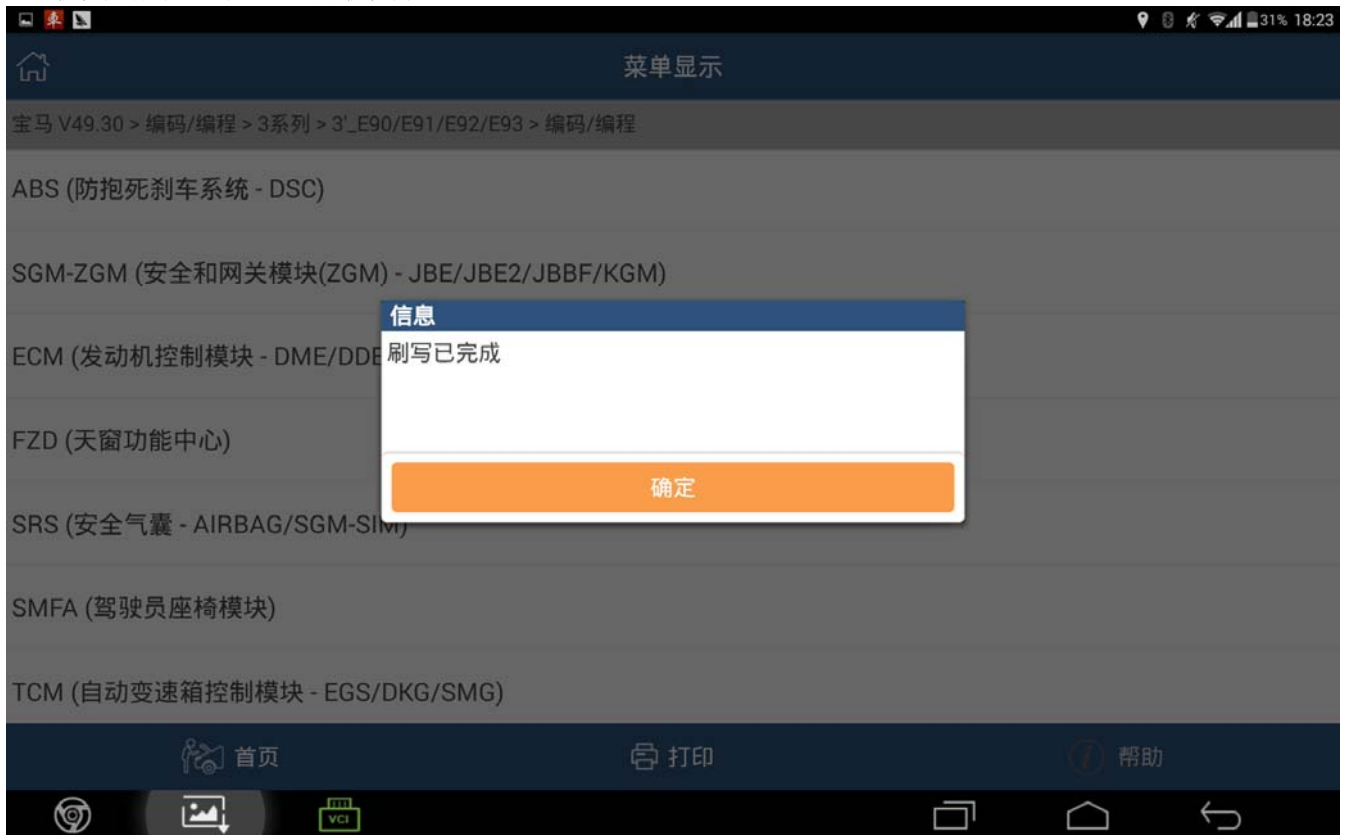 31% 18:23
菜单显示
宝马 V49.30 > 编码/编程 > 3系列 > 3'_E90/E91/E92/E93 > 编码/编程
ABS (防抱死刹车系统 - DSC)
SGM-ZGM (安全和网关模块(ZGM) - JBE/JBE2/JBBF/KGM)
信息
ECM (发动机控制模块 - DME/DDE
刷写已完成
FZD (天窗功能中心)
确定
SRS (安全气囊 - AIRBAG/SGM-SIM)
SMFA (驾驶员座椅模块)
TCM (自动变速箱控制模块 - EGS/DKG/SMG)
首页
打印
帮助
VCI